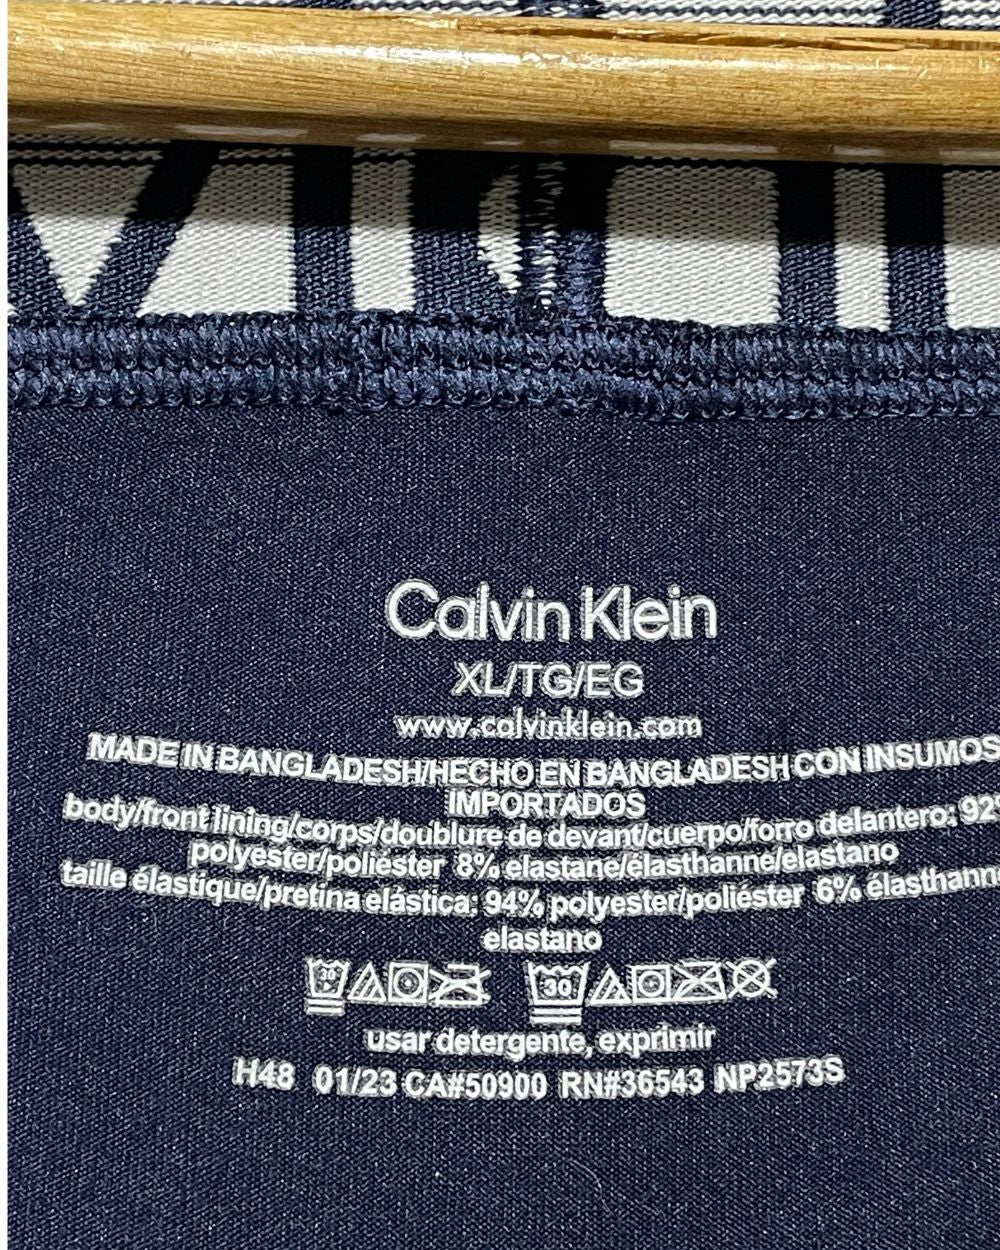 Calvin Klein
XL/TG/EG
www.calvinklein.com
MADE IN BANGLADESH/HECHO EN BANGLADESH CON INSUMOS
IMPORTADOS
body/front lining/corps/doublure de devant/cuerpo/forro delantero: 92%
polyester/poliéster 8% elastane/élasthanne/elastano
taille élastique/pretina elástica: 94% polyester/poliéster 6% élasthanne
elastano
30 30
usar detergente, exprimir
H48 01/23 CA#50900 RN#36543 NP2573S